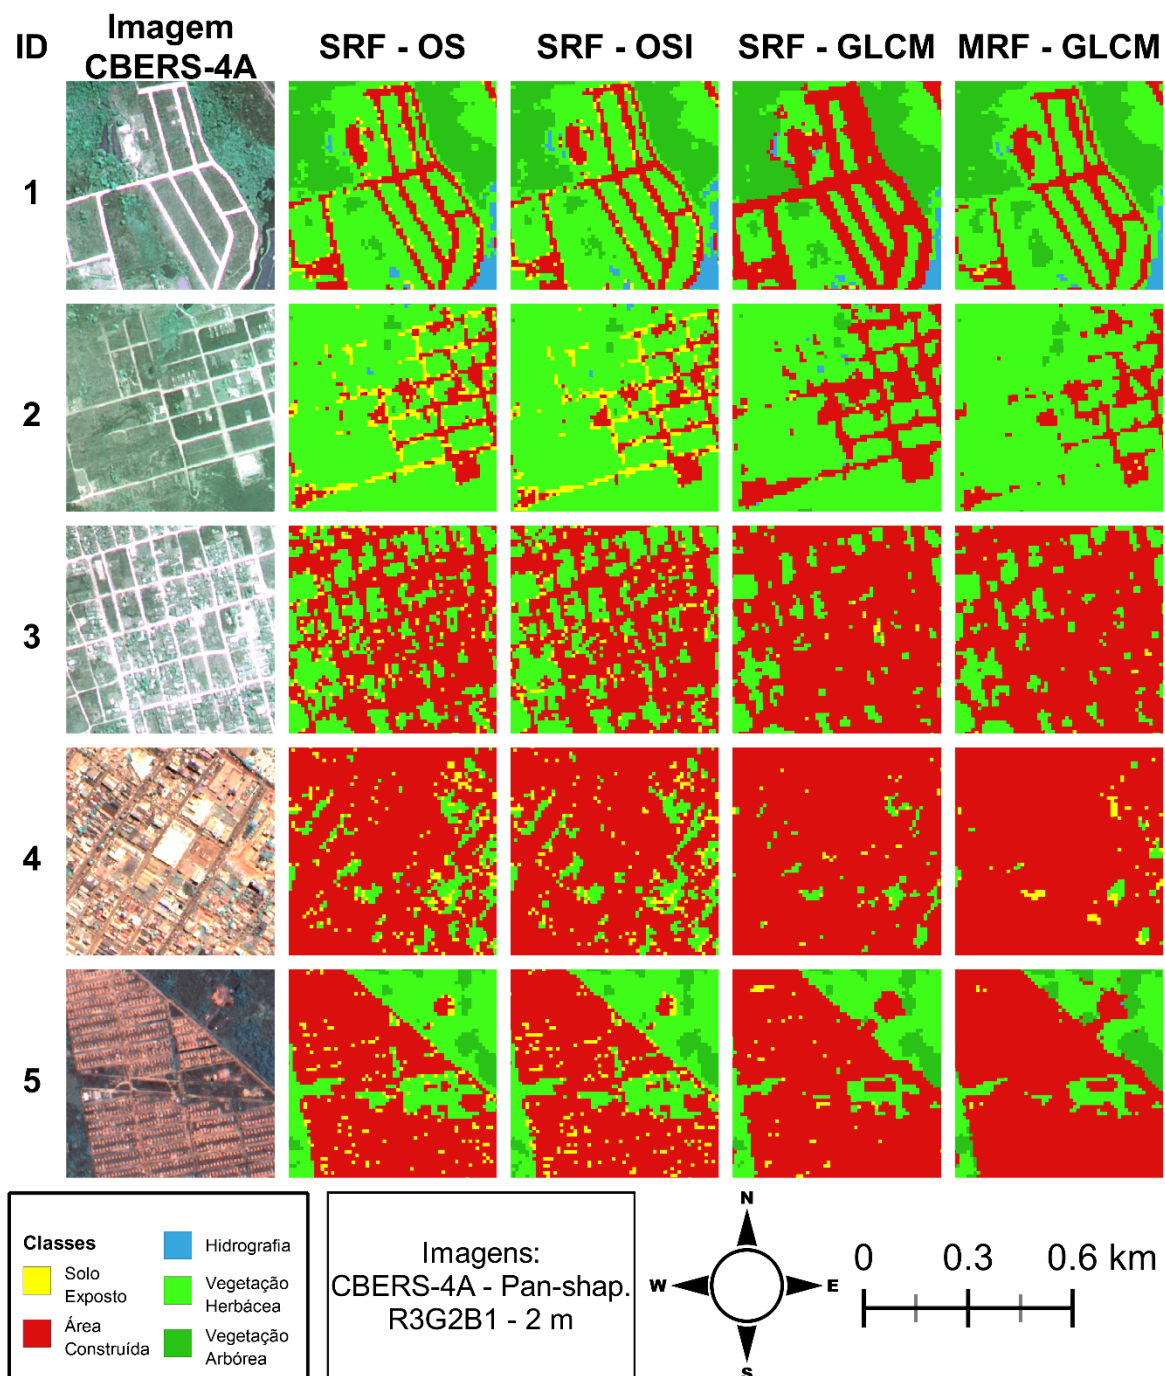 ID
Imagem
CBERS-4A
SRF - OS
SRF - OSI
SRF - GLCM
MRF - GLCM
1
2
3
4
5
Classes
Solo
Exposto
Área
Construída
Hidrografia
Vegetação
Herbácea
Vegetação
Arbórea
Imagens:
CBERS-4A - Pan-shap.
R3G2B1 - 2 m
N
W
E
S
0
0.3
0.6 km